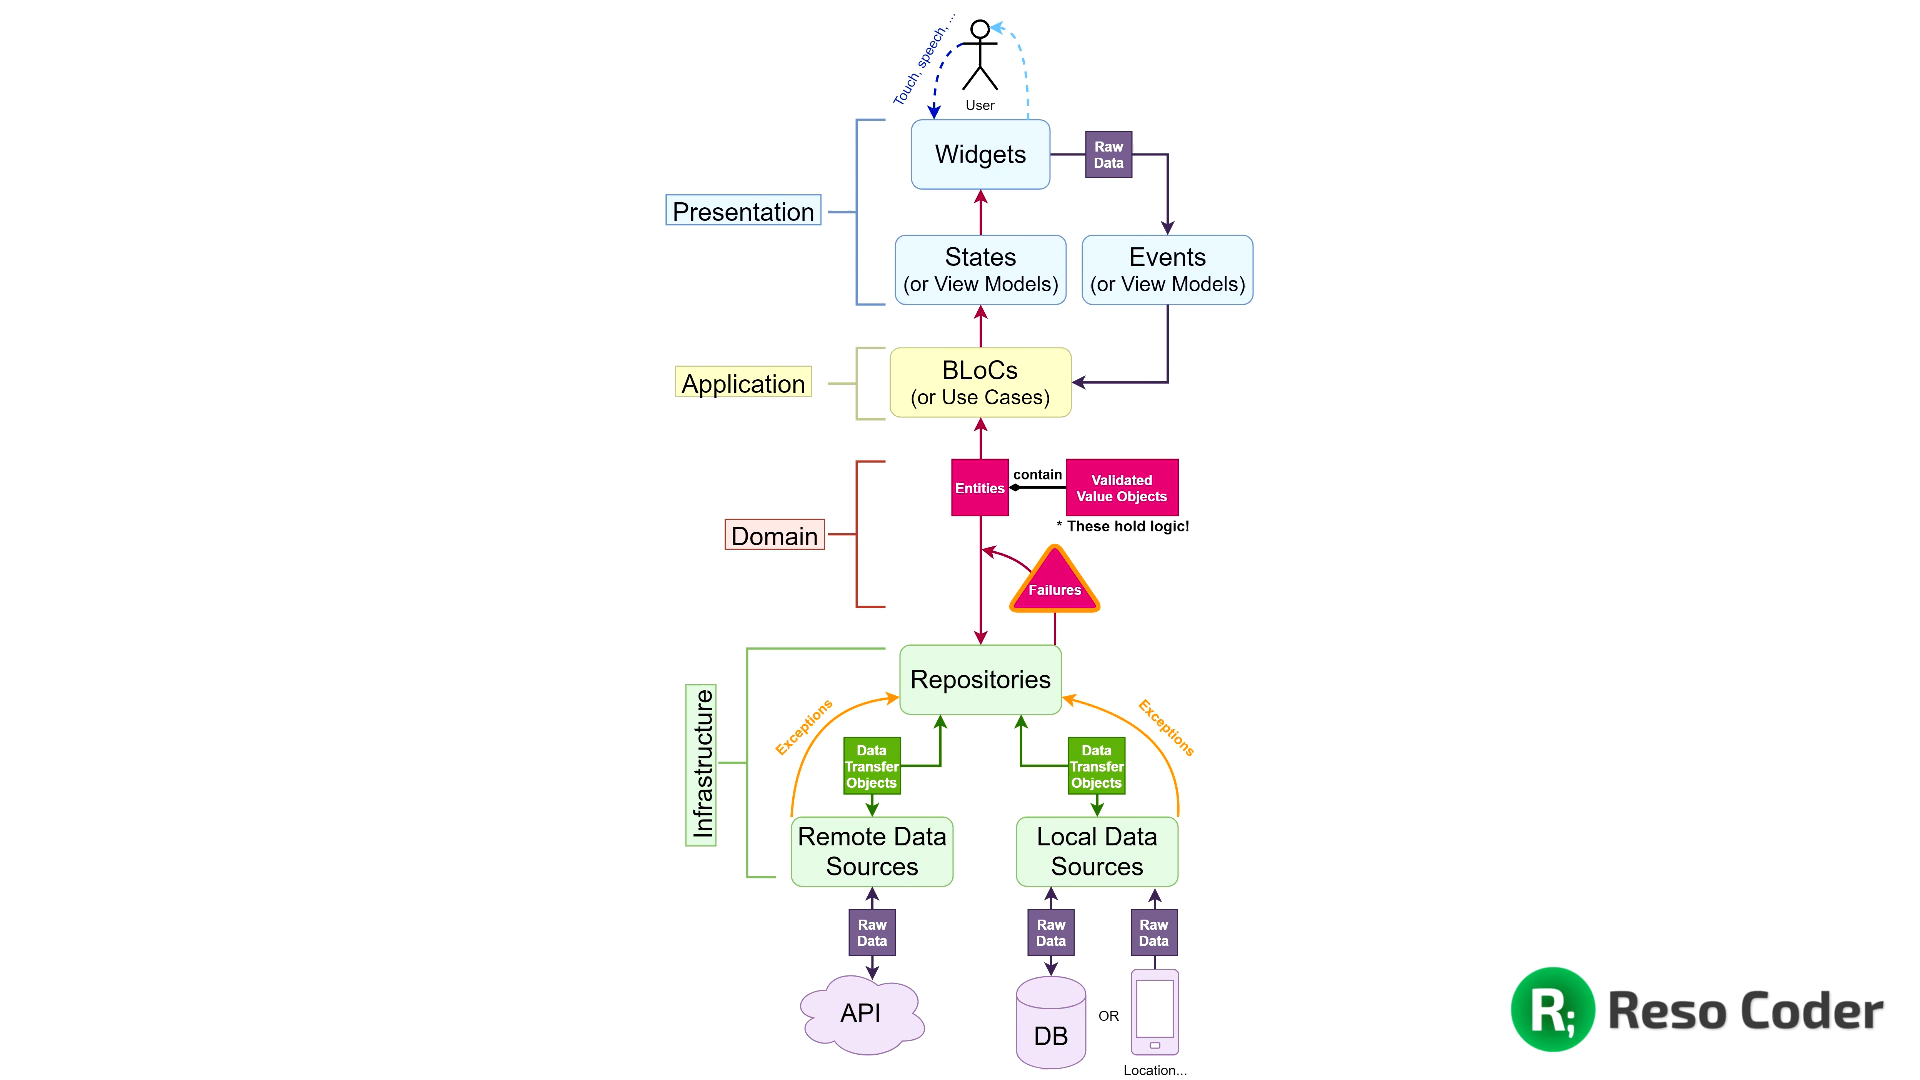 Touch, speech, ...
User
Widgets
Raw
Data
Presentation
States
(or View Models)
Events
(or View Models)
Application
BLoCs
(or Use Cases)
Entities
contain
Validated
Value Objects
* These hold logic!
Domain
Failures
Infrastructure
Repositories
Exceptions
Exceptions
Data
Transfer
Objects
Data
Transfer
Objects
Remote Data
Sources
Local Data
Sources
Raw
Data
Raw
Data
Raw
Data
API
DB
OR
Location...
R;
Reso Coder